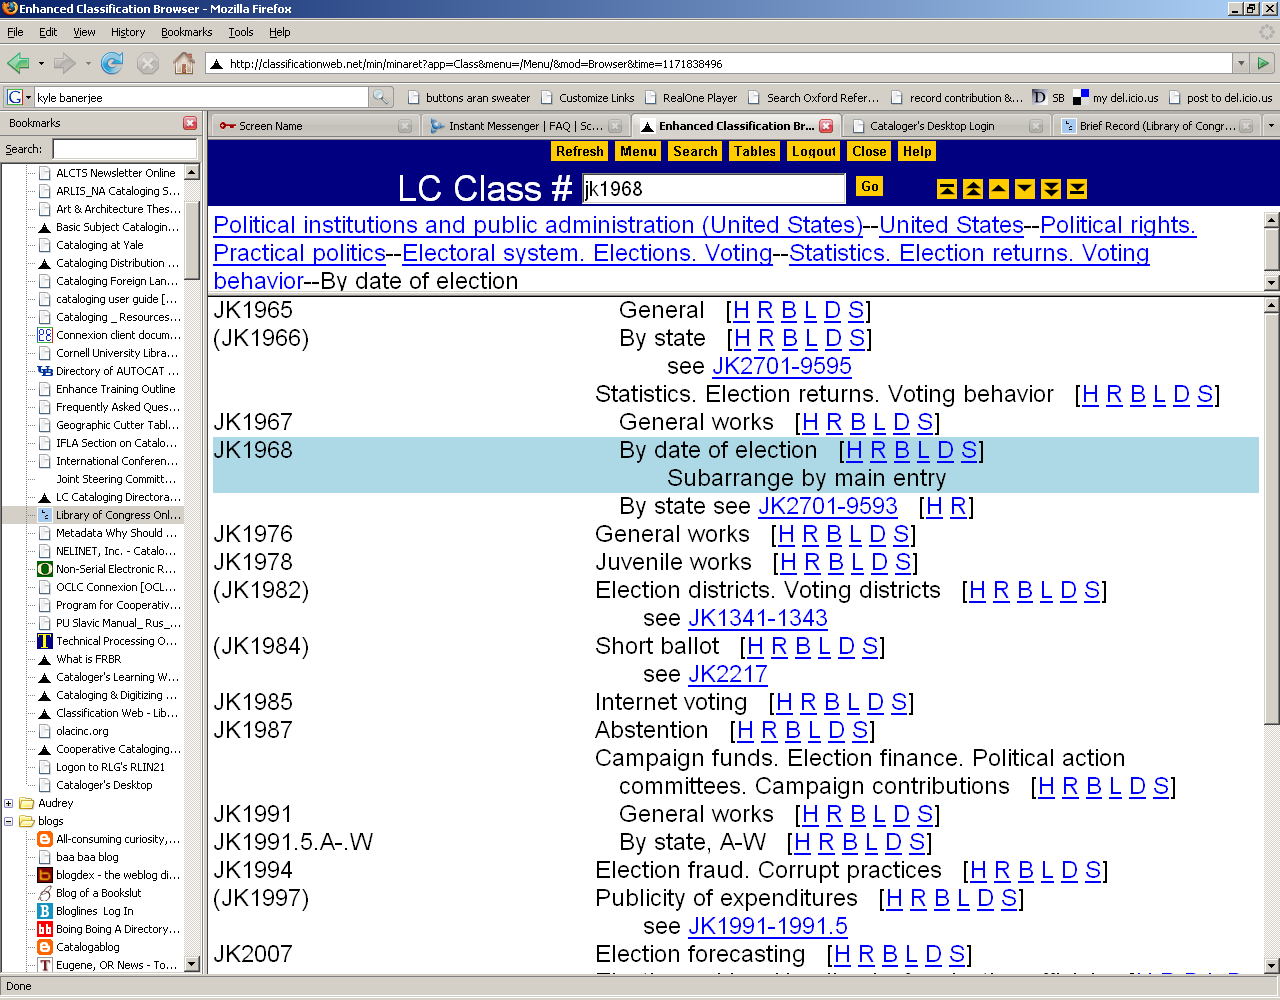 Enhanced Classification Browser - Mozilla Firefox
File Edit View History Bookmarks Tools Help
http://classificationweb.net/min/minaret?app=Class&menu=/Menu/&mod=Browser&time=1171838496
G kyle banerjee
buttons aran sweater Customize Links RealOne Player Search Oxford Refer... record contribution &... D SB my del.icio.us post to del.icio.us
Bookmarks
Search:
Screen Name Instant Messenger | FAQ | Sc... Enhanced Classification Br... Cataloger's Desktop Login Brief Record (Library of Congr...
Refresh Menu Search Tables Logout Close Help
LC Class # jk1968 Go
Political institutions and public administration (United States)--United States--Political rights.
Practical politics--Electoral system. Elections. Voting--Statistics. Election returns. Voting
behavior--By date of election
JK1965 General [H R B L D S]
(JK1966) By state [H R B L D S]
see JK2701-9595
Statistics. Election returns. Voting behavior [H R B L D S]
JK1967 General works [H R B L D S]
JK1968 By date of election [H R B L D S]
Subarrange by main entry
By state see JK2701-9593 [H R]
JK1976 General works [H R B L D S]
JK1978 Juvenile works [H R B L D S]
(JK1982) Election districts. Voting districts [H R B L D S]
see JK1341-1343
(JK1984) Short ballot [H R B L D S]
see JK2217
JK1985 Internet voting [H R B L D S]
JK1987 Abstention [H R B L D S]
Campaign funds. Election finance. Political action
committees. Campaign contributions [H R B L D S]
JK1991 General works [H R B L D S]
JK1991.5.A-.W By state, A-W [H R B L D S]
JK1994 Election fraud. Corrupt practices [H R B L D S]
(JK1997) Publicity of expenditures [H R B L D S]
see JK1991-1991.5
JK2007 Election forecasting [H R B L D S]
ALCTS Newsletter Online
ARLIS_NA Cataloging S...
Art & Architecture Thes...
Basic Subject Catalogin...
Cataloging at Yale
Cataloging Distribution ...
Cataloging Foreign Lan...
cataloging user guide [...
Cataloging _ Resources...
Connexion client docum...
Cornell University Libra...
Directory of AUTOCAT ...
Enhance Training Outline
Frequently Asked Ques...
Geographic Cutter Tabl...
IFLA Section on Catalo...
International Conferen...
Joint Steering Committ...
LC Cataloging Directora...
Library of Congress Onl...
Metadata Why Should ...
NELINET, Inc. - Catalo...
Non-Serial Electronic R...
OCLC Connexion [OCL...
Program for Cooperativ...
PU Slavic Manual_ Rus_...
Technical Processing O...
What is FRBR
Cataloger's Learning W...
Cataloging & Digitizing ...
Classification Web - Lib...
olacinc.org
Cooperative Cataloging...
Logon to RLG's RLIN21
Cataloger's Desktop
Audrey
blogs
All-consuming curiosity,...
baa baa blog
blogdex - the weblog di...
Blog of a Bookslut
Bloglines Log In
Boing Boing A Directory...
Catalogablog
Eugene, OR News - To...
Done